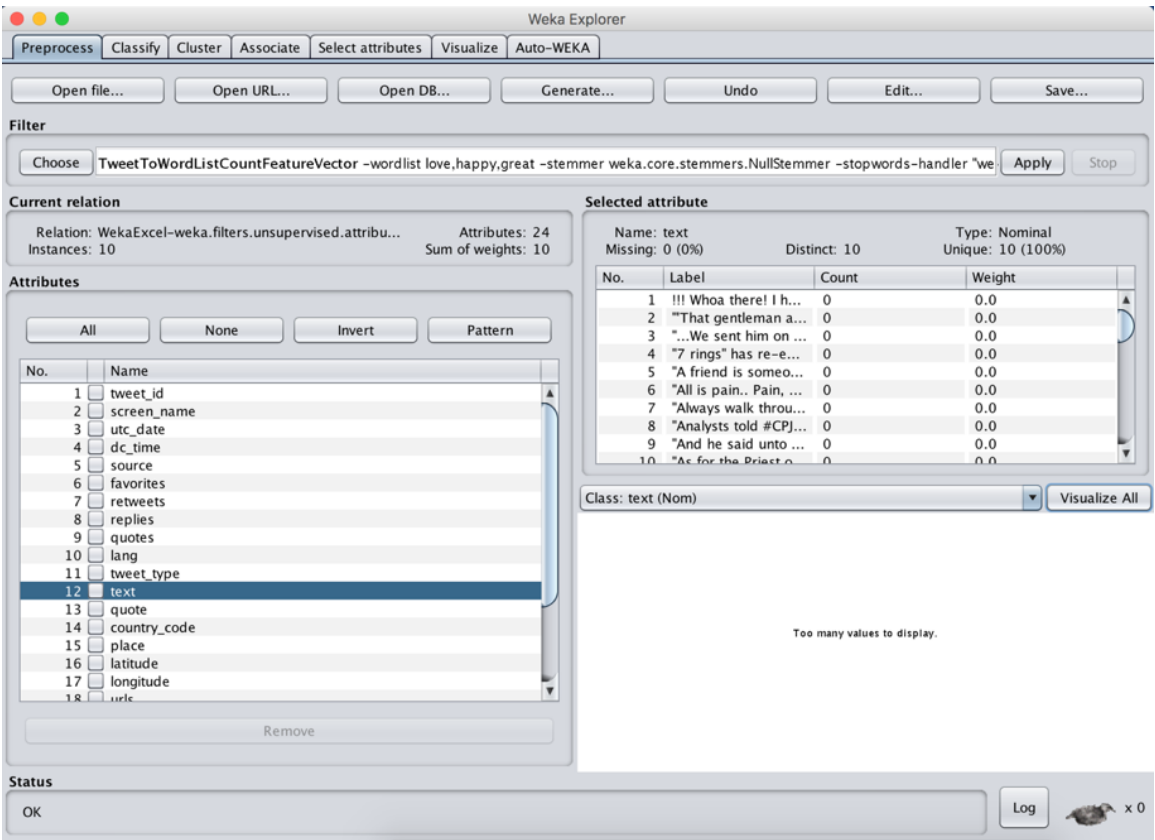 Weka Explorer
Preprocess Classify Cluster Associate Select attributes Visualize Auto-WEKA
Open file... Open URL... Open DB... Generate... Undo Edit... Save...
Filter
Choose TweetToWordListCountFeatureVector -wordlist love,happy,great -stemmer weka.core.stemmers.NullStemmer -stopwords-handler "we Apply Stop
Current relation
Relation: WekaExcel-weka.filters.unsupervised.attribu... Attributes: 24
Instances: 10 Sum of weights: 10
Attributes
All None Invert Pattern
No. Name
1 tweet_id
2 screen_name
3 utc_date
4 dc_time
5 source
6 favorites
7 retweets
8 replies
9 quotes
10 lang
11 tweet_type
12 text
13 quote
14 country_code
15 place
16 latitude
17 longitude
18 urls
Remove
Selected attribute
Name: text Type: Nominal
Missing: 0 (0%) Distinct: 10 Unique: 10 (100%)
No. Label Count Weight
1 !!! Whoa there! I h... 0 0.0
2 "'That gentleman a... 0 0.0
3 "...We sent him on ... 0 0.0
4 "7 rings" has re-e... 0 0.0
5 "A friend is someo... 0 0.0
6 "All is pain.. Pain, ... 0 0.0
7 "Always walk throu... 0 0.0
8 "Analysts told #CPJ... 0 0.0
9 "And he said unto ... 0 0.0
10 "As for the Priest o... 0 0.0
Class: text (Nom) Visualize All
Too many values to display.
Status
OK
Log x 0